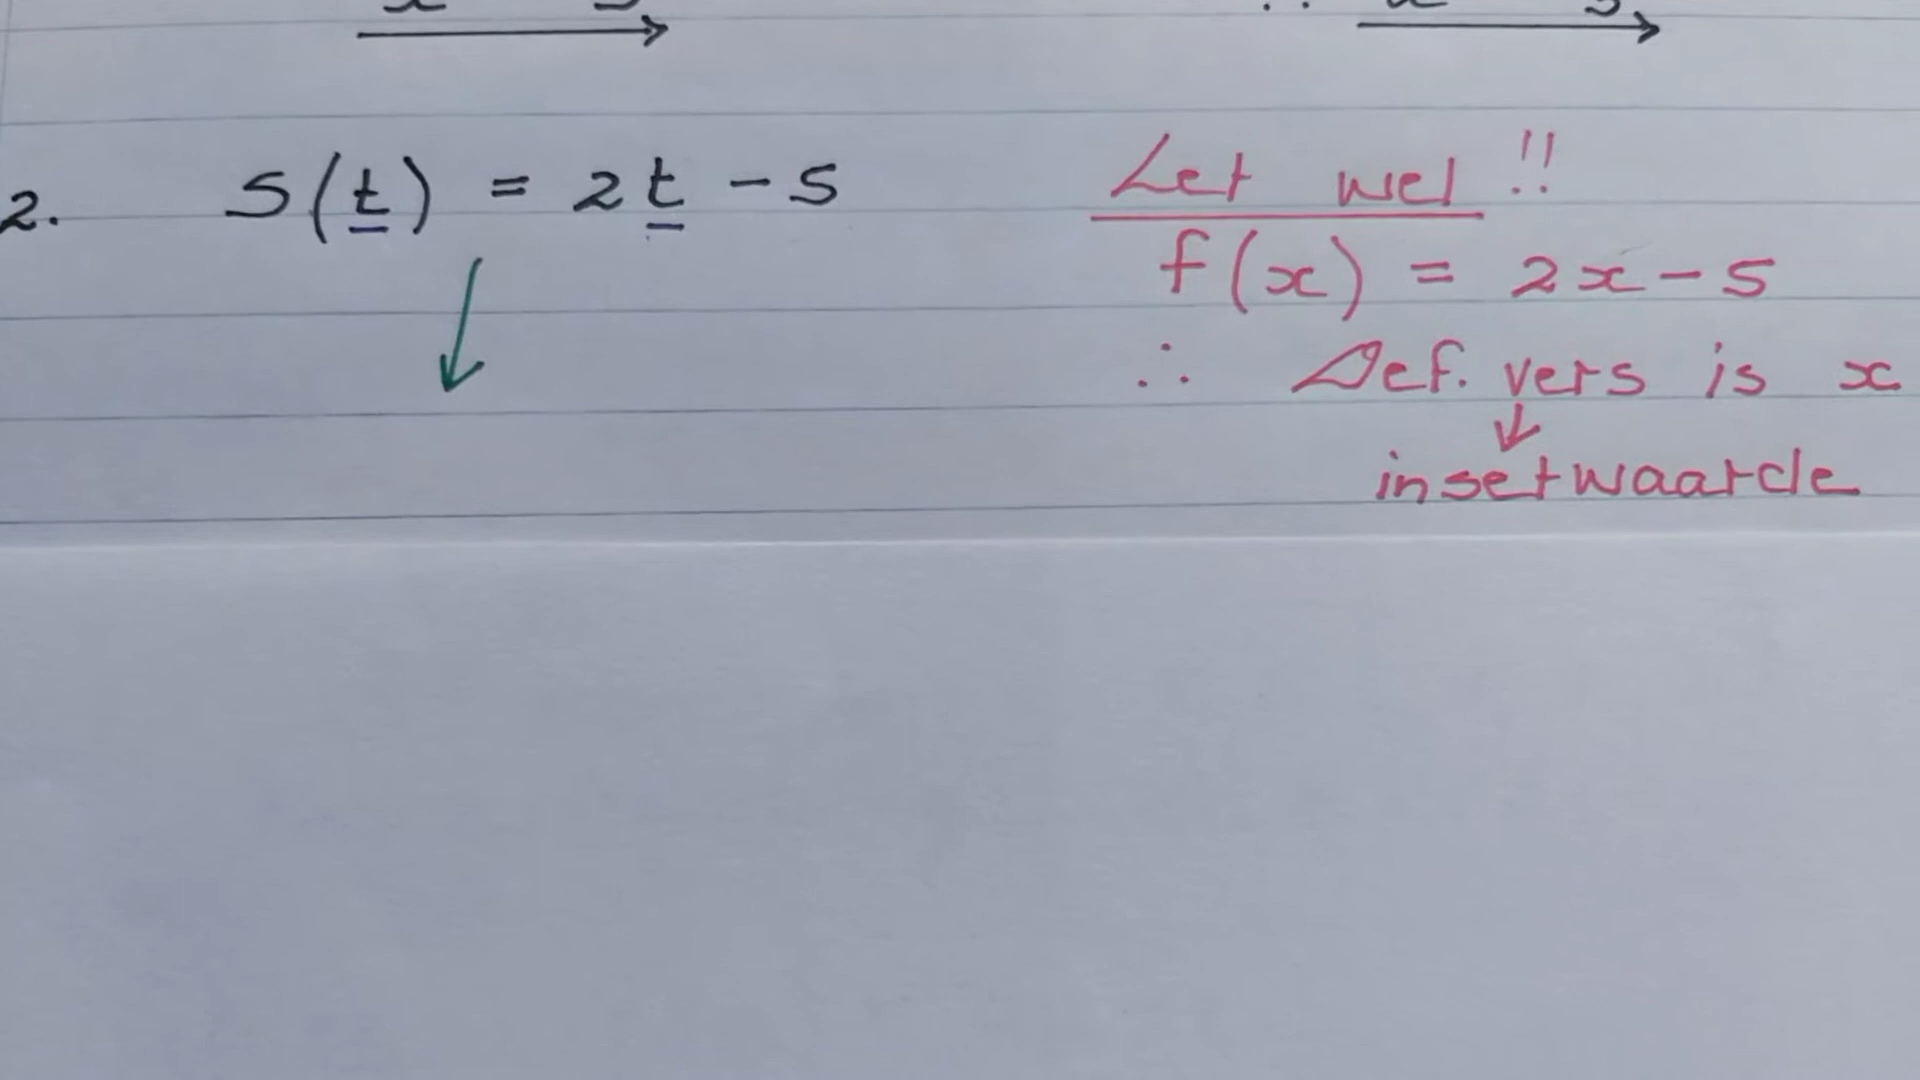 2. S(t) = 2t - 5
Let wel !!
f(x) = 2x - 5
∴ Def. vers is x
insetwaarde